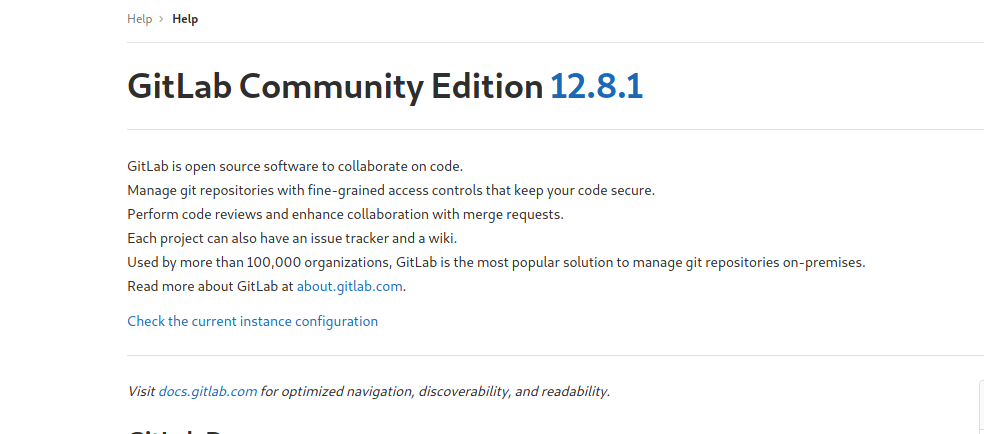 Help › Help
GitLab Community Edition 12.8.1
GitLab is open source software to collaborate on code.
Manage git repositories with fine-grained access controls that keep your code secure.
Perform code reviews and enhance collaboration with merge requests.
Each project can also have an issue tracker and a wiki.
Used by more than 100,000 organizations, GitLab is the most popular solution to manage git repositories on-premises.
Read more about GitLab at about.gitlab.com.
Check the current instance configuration
Visit docs.gitlab.com for optimized navigation, discoverability, and readability.